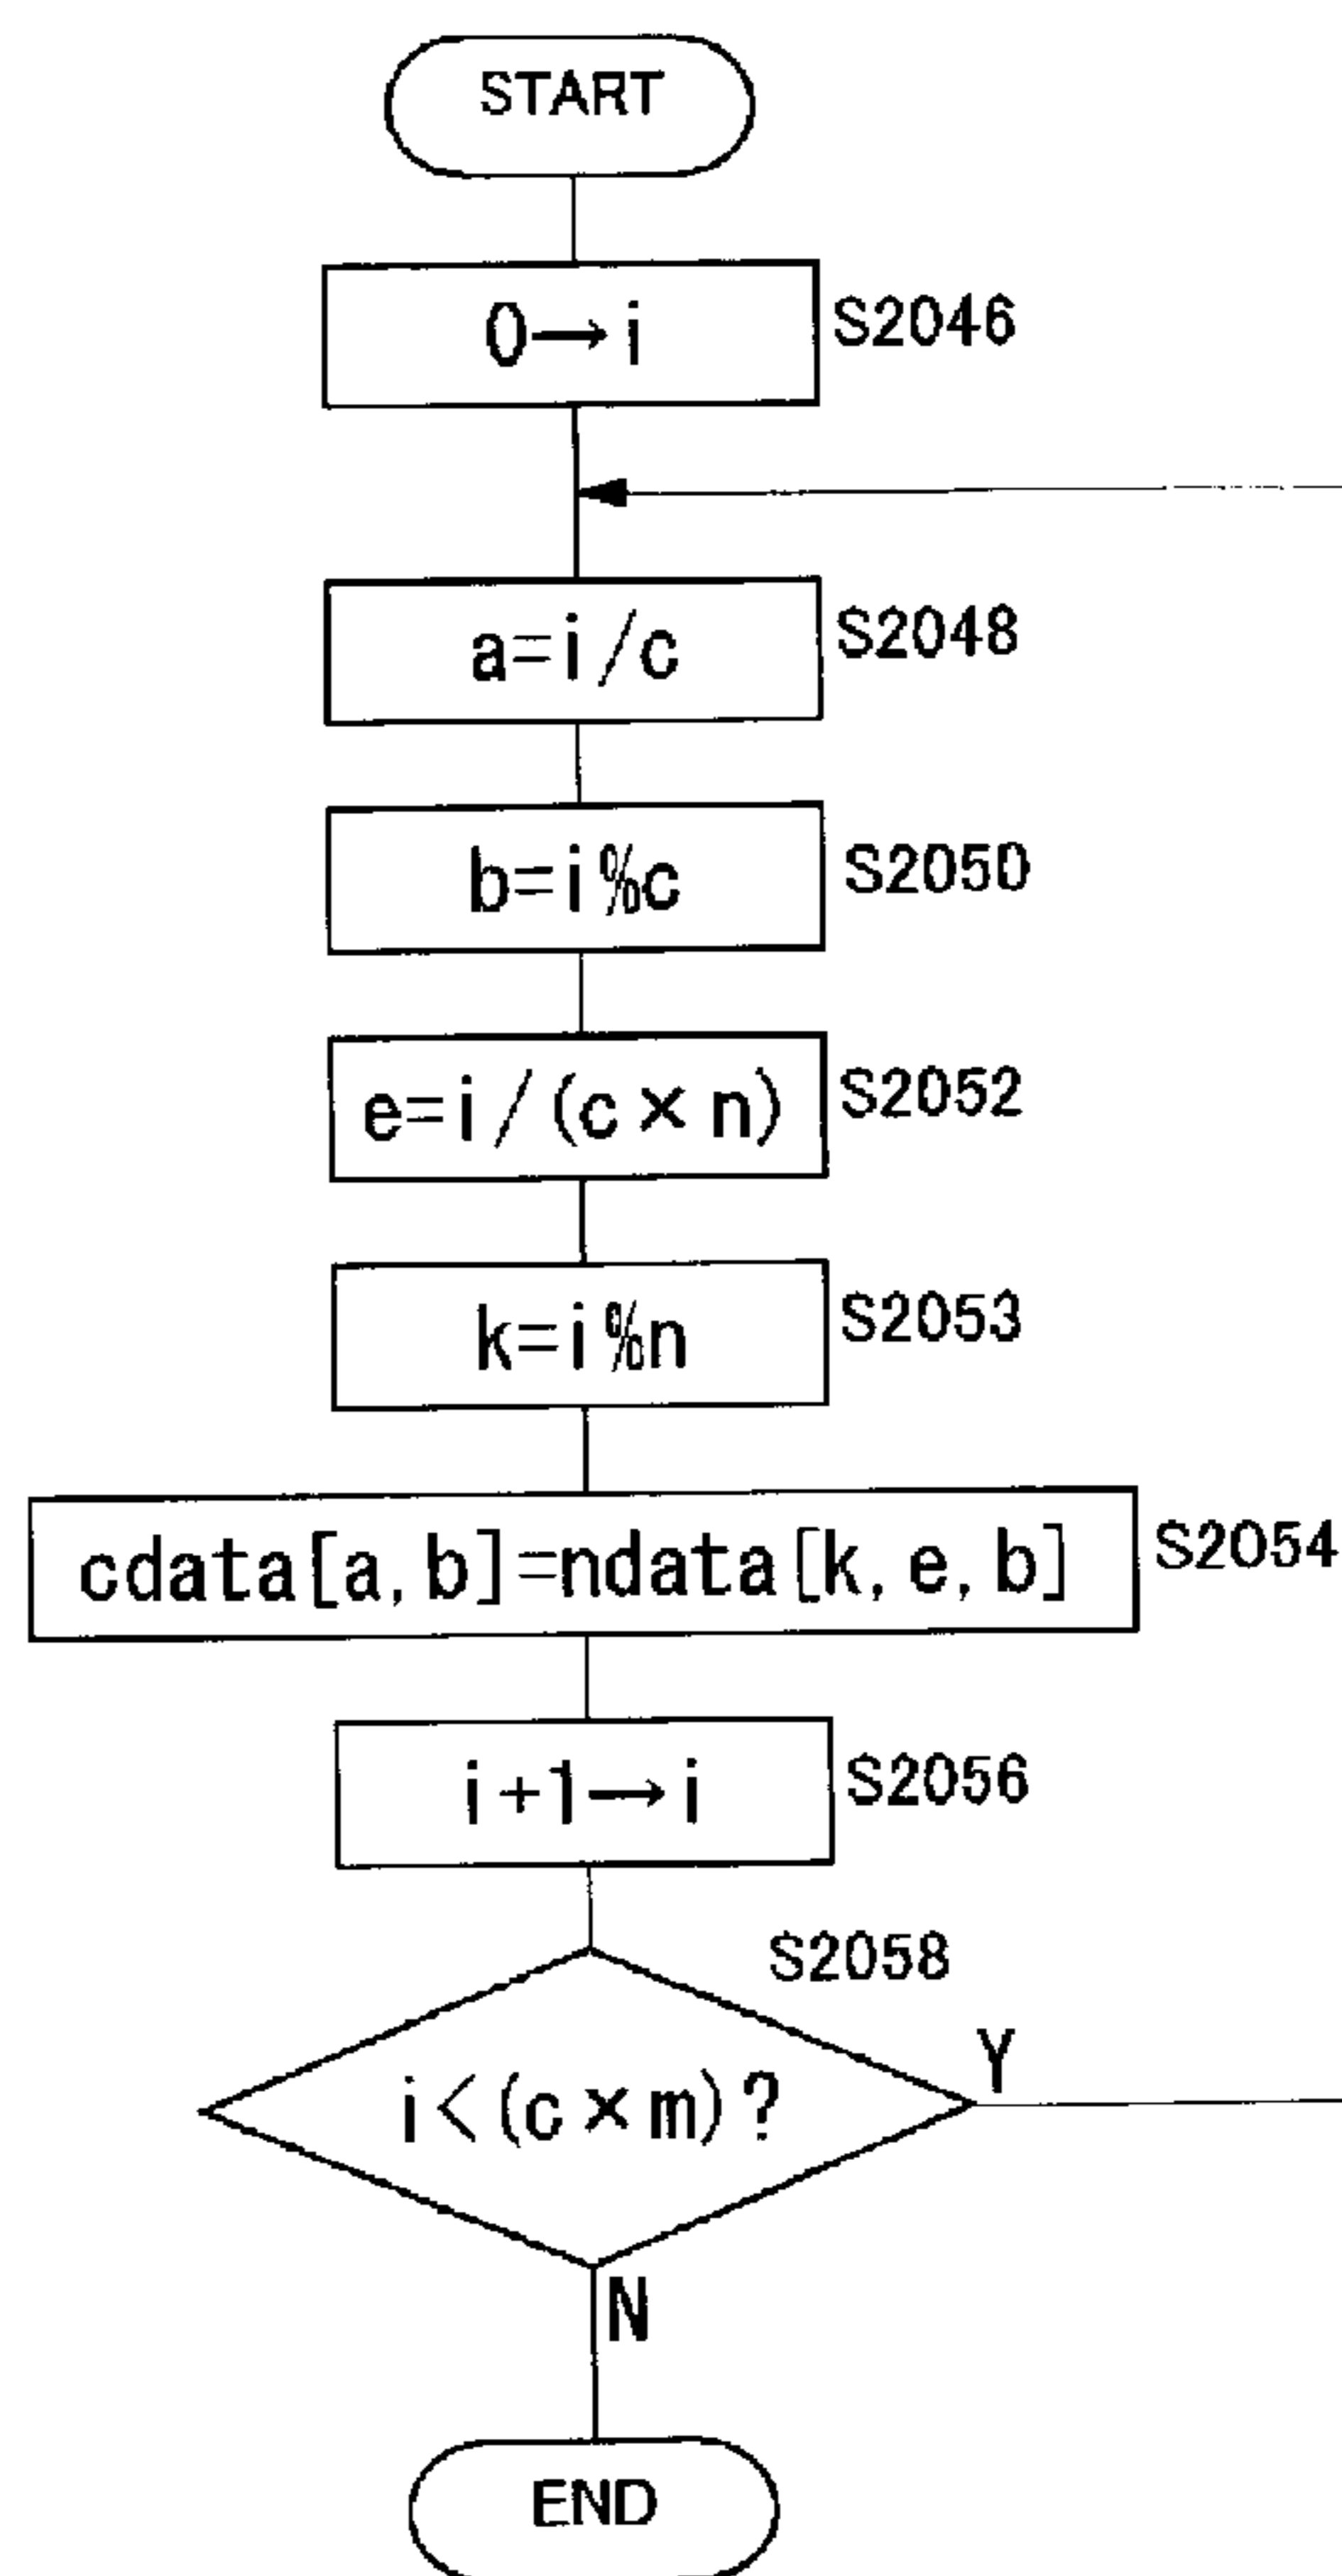 START
0→i
S2046
a=i/c
S2048
b=i%c
S2050
e=i/(c×n)
S2052
k=i%n
S2053
cdata[a,b]=ndata[k,e,b]
S2054
i+1→i
S2056
S2058
i<(c×m)?
Y
N
END